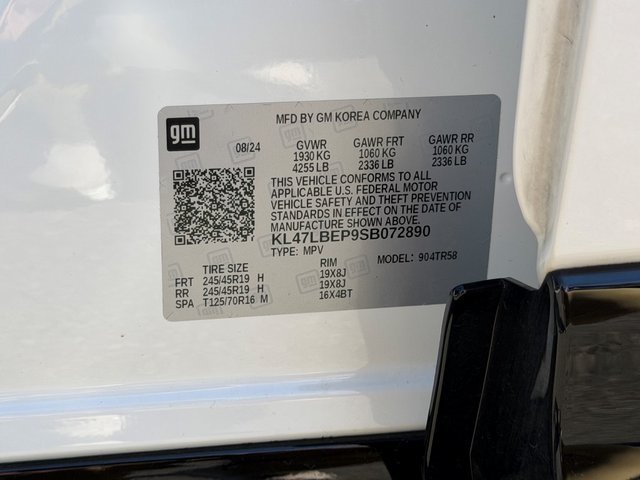 MFD BY GM KOREA COMPANY
gm
08/24 GVWR GAWR FRT GAWR RR
1930 KG 1060 KG 1060 KG
4255 LB 2336 LB 2336 LB
THIS VEHICLE CONFORMS TO ALL
APPLICABLE U.S. FEDERAL MOTOR
VEHICLE SAFETY AND THEFT PREVENTION
STANDARDS IN EFFECT ON THE DATE OF
MANUFACTURE SHOWN ABOVE.
KL47LBEP9SB072890
TYPE: MPV MODEL: 904TR58
TIRE SIZE RIM
FRT 245/45R19 H 19X8J
RR 245/45R19 H 19X8J
SPA T125/70R16 M 16X4BT